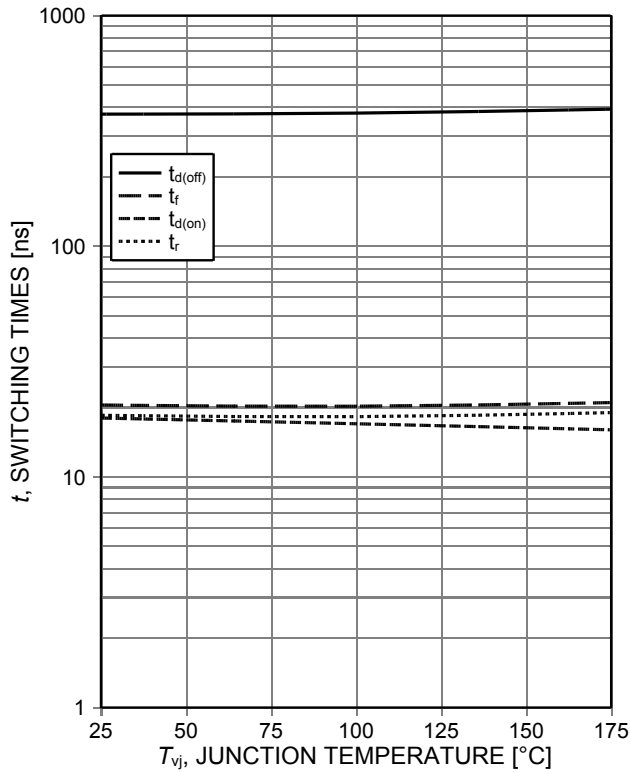 1000
100
10
1
t, SWITCHING TIMES [ns]
td(off)
tf
td(on)
tr
25 50 75 100 125 150 175
Tvj, JUNCTION TEMPERATURE [°C]